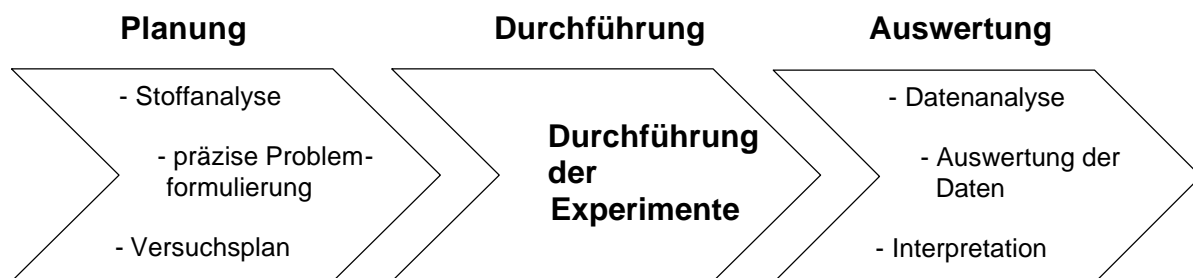 Planung
- Stoffanalyse
- präzise Problem-
formulierung
- Versuchsplan
Durchführung
Durchführung
der
Experimente
Auswertung
- Datenanalyse
- Auswertung der
Daten
- Interpretation